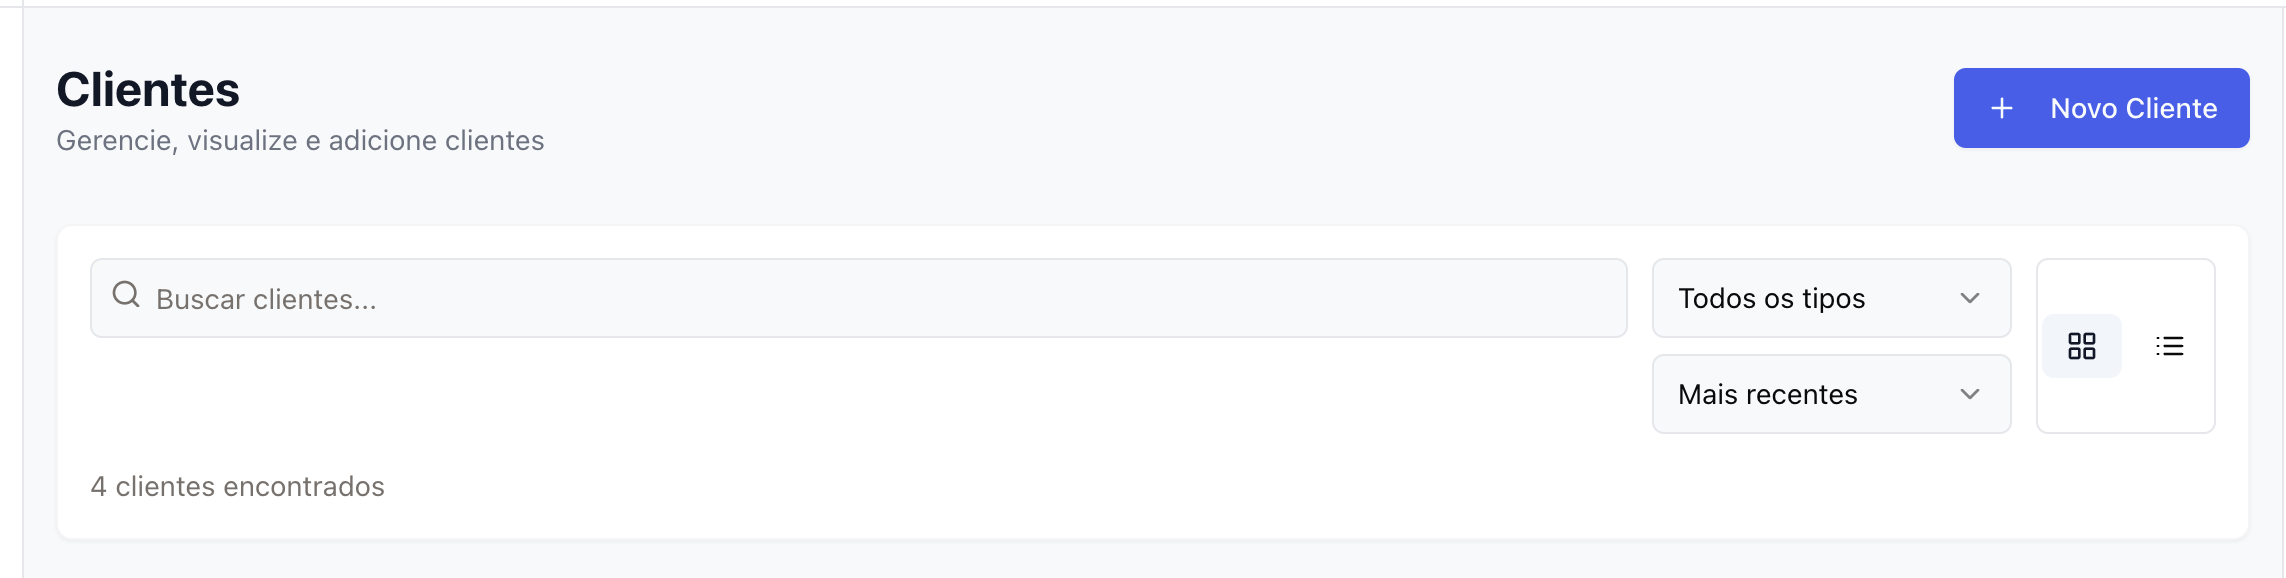 Clientes
Gerencie, visualize e adicione clientes
Novo Cliente
Buscar clientes...
Todos os tipos
Mais recentes
4 clientes encontrados